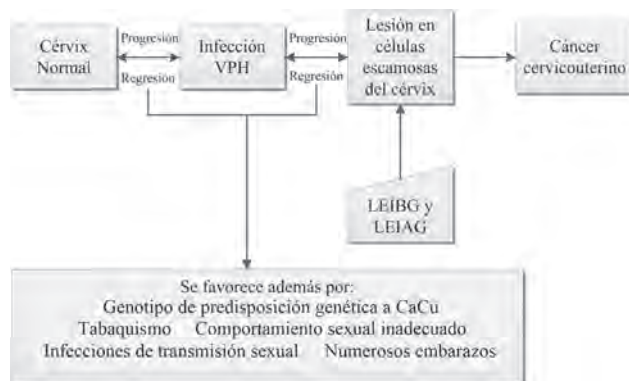 Cérvix
Normal
Progresión
Regresión
Infección
VPH
Progresión
Regresión
Lesión en
células
escamosas
del cérvix
Cáncer
cervicouterino
LEIBG y
LEIAG
Se favorece además por:
Genotipo de predisposición genética a CaCu
Tabaquismo Comportamiento sexual inadecuado
Infecciones de transmisión sexual Numerosos embarazos